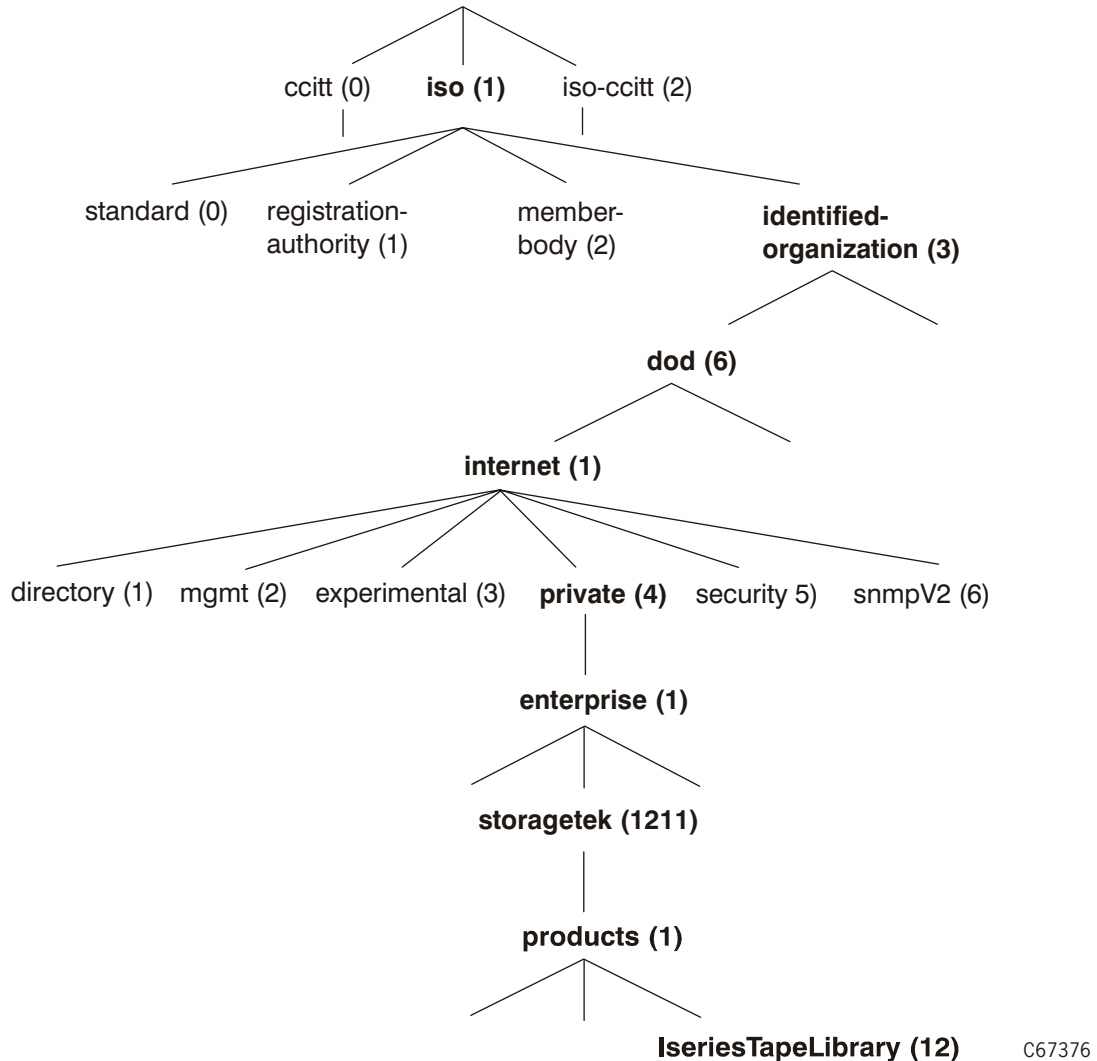 ccitt (0) iso (1) iso-ccitt (2)
standard (0) registration- member- identified-
authority (1) body (2) organization (3)
dod (6)
internet (1)
directory (1) mgmt (2) experimental (3) private (4) security 5) snmpV2 (6)
enterprise (1)
storagetek (1211)
products (1)
IseriesTapeLibrary (12) C67376